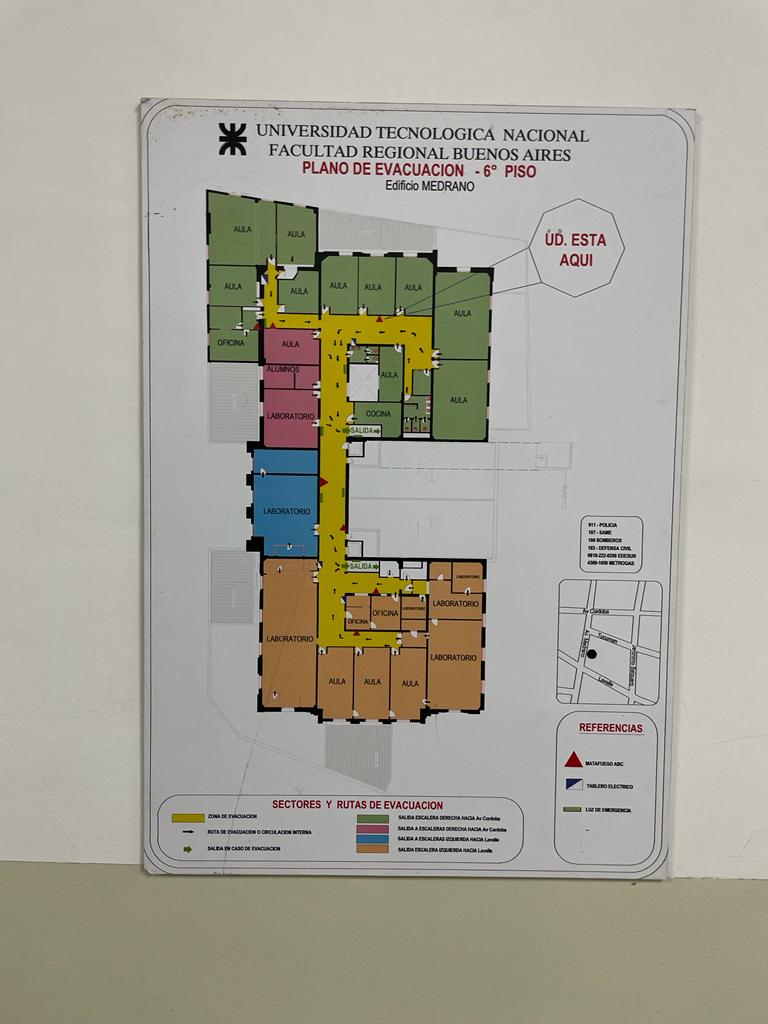 UNIVERSIDAD TECNOLOGICA NACIONAL
FACULTAD REGIONAL BUENOS AIRES
PLANO DE EVACUACION - 6° PISO
Edificio MEDRANO
UD. ESTA
AQUI
AULA
AULA
AULA
AULA
AULA
AULA
AULA
AULA
OFICINA
AULA
ALUMNOS
AULA
AULA
LABORATORIO
COCINA
SALIDA
LABORATORIO
SALIDA
LABORATORIO
LABORATORIO
LABORATORIO
OFICINA
OFICINA
LABORATORIO
LABORATORIO
LABORATORIO
AULA
AULA
AULA
911 - POLICIA
107 - SAME
100 BOMBEROS
103 - DEFENSA CIVIL
0810-222-0200 EDESUR
4309-1050 METROGAS
Av Cordoba
Av Medrano
Tucuman
Jeronimo Salguero
Lavalle
REFERENCIAS
MATAFUEGO ABC
TABLERO ELECTRICO
LUZ DE EMERGENCIA
SECTORES Y RUTAS DE EVACUACION
ZONA DE EVACUACION
RUTA DE EVACUACION O CIRCULACION INTERNA
SALIDA EN CASO DE EVACUACION
SALIDA ESCALERA DERECHA HACIA Av Cordoba
SALIDA A ESCALERAS DERECHA HACIA Av Cordoba
SALIDA A ESCALERAS IZQUIERDA HACIA Lavalle
SALIDA ESCALERA IZQUIERDA HACIA Lavalle